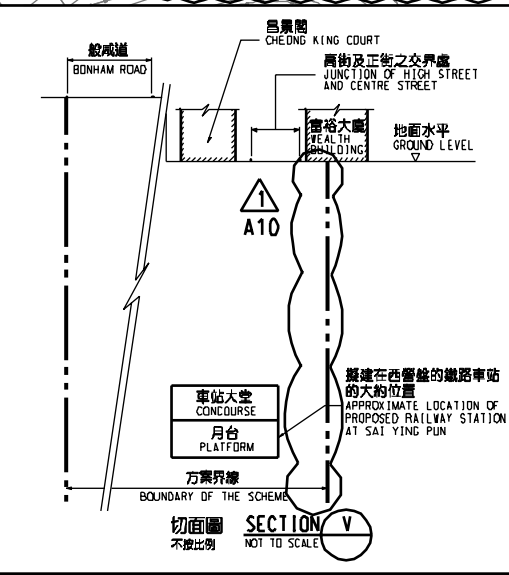 昌景閣
CHEONG KING COURT
般咸道
BONHAM ROAD
高街及正街之交界處
JUNCTION OF HIGH STREET
AND CENTRE STREET
富裕大廈
WEALTH
BUILDING
地面水平
GROUND LEVEL
1
A10
擬建在西營盤的鐵路車站
的大約位置
APPROXIMATE LOCATION OF
PROPOSED RAILWAY STATION
AT SAI YING PUN
車站大堂
CONCOURSE
月台
PLATFORM
方案界線
BOUNDARY OF THE SCHEME
切面圖 SECTION V
不按比例 NOT TO SCALE